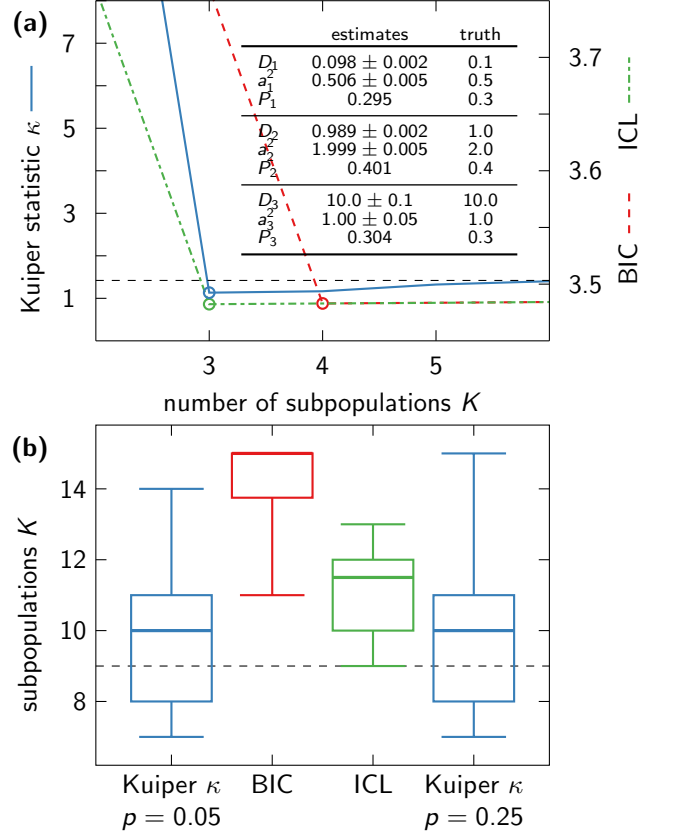 (a)
estimates truth
D₁ 0.098 ± 0.002 0.1
a²₁ 0.506 ± 0.005 0.5
P₁ 0.295 0.3
D₂ 0.989 ± 0.002 1.0
a²₂ 1.999 ± 0.005 2.0
P₂ 0.401 0.4
D₃ 10.0 ± 0.1 10.0
a²₃ 1.00 ± 0.05 1.0
P₃ 0.304 0.3
Kuiper statistic κ
7
5
3
1
3.7
3.6
3.5
BIC
ICL
3 4 5
number of subpopulations K
(b)
subpopulations K
14
12
10
8
Kuiper κ BIC ICL Kuiper κ
p = 0.05 p = 0.25